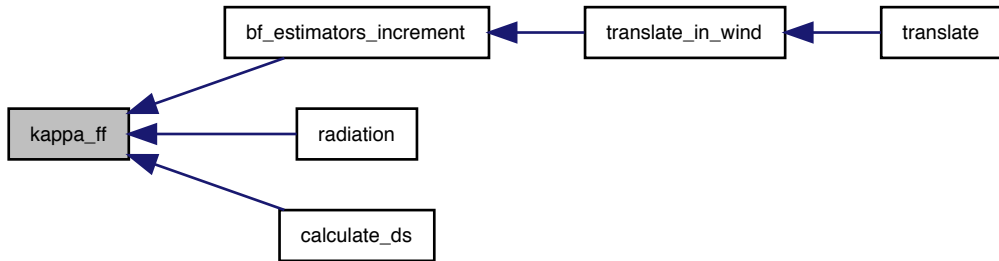 bf_estimators_increment
translate_in_wind
translate
kappa_ff
radiation
calculate_ds